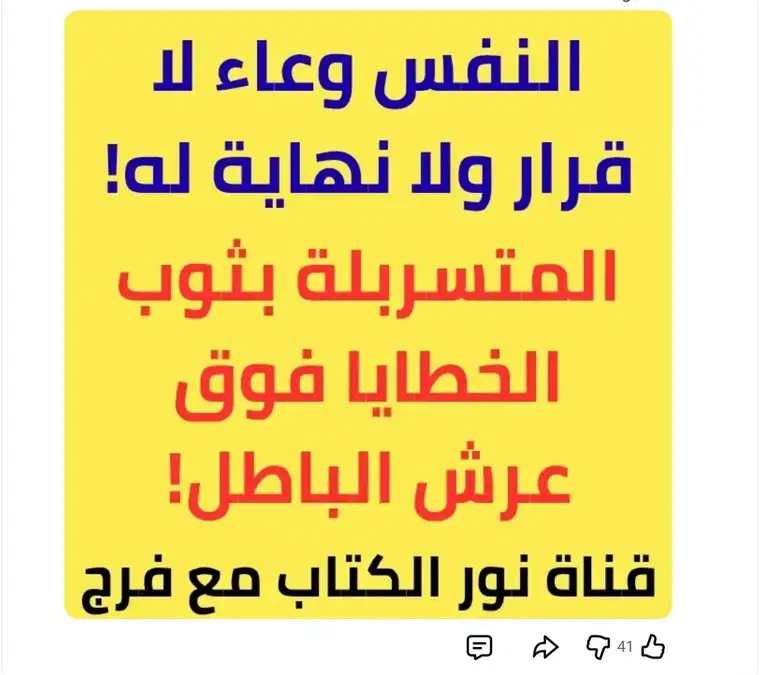 النفس وعاء لا
قرار ولا نهاية له!
المتسربلة بثوب
الخطايا فوق
عرش الباطل!
قناة نور الكتاب مع فرج
41